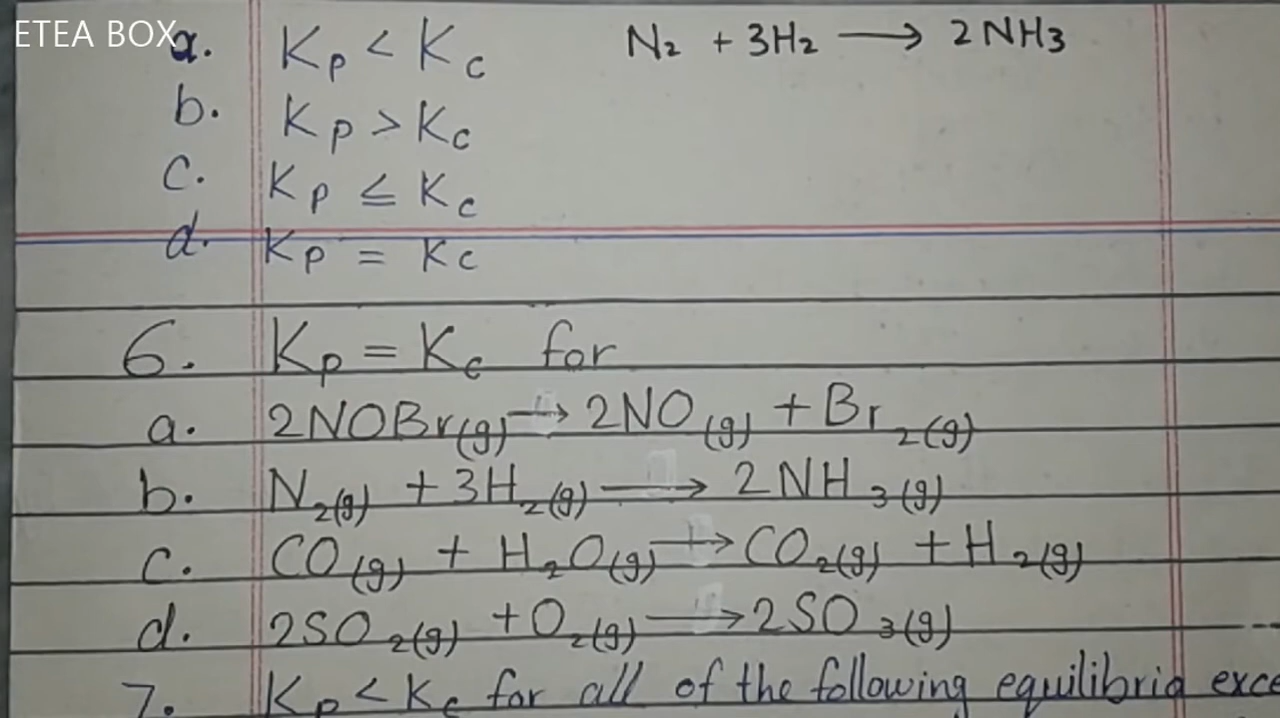 ETEA BOX
a. Kp < Kc N₂ + 3H₂ → 2NH₃
b. Kp > Kc
c. Kp ≤ Kc
d. Kp = Kc
6. Kp = Kc for
a. 2NOBr(g) → 2NO(g) + Br₂(g)
b. N₂(g) + 3H₂(g) → 2NH₃(g)
c. CO(g) + H₂O(g) → CO₂(g) + H₂(g)
d. 2SO₂(g) + O₂(g) → 2SO₃(g)
7. Kp < Kc for all of the following equilibria exce